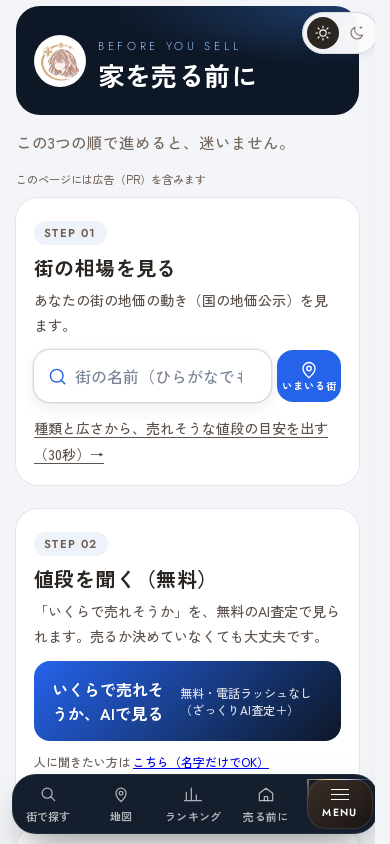 BEFORE YOU SELL
家を売る前に
この3つの順で進めると、迷いません。
このページには広告（PR）を含みます
STEP 01
街の相場を見る
あなたの街の地価の動き（国の地価公示）を見
ます。
街の名前（ひらがなでも
いまいる街
種類と広さから、売れそうな値段の目安を出す
（30秒）→
STEP 02
値段を聞く（無料）
「いくらで売れそうか」を、無料のAI査定で見ら
れます。売るか決めていなくても大丈夫です。
いくらで売れそ
うか、AIで見る
無料・電話ラッシュなし
（ざっくりAI査定＋）
人に聞きたい方は こちら（名字だけでOK）
街で探す
地図
ランキング
売る前に
MENU